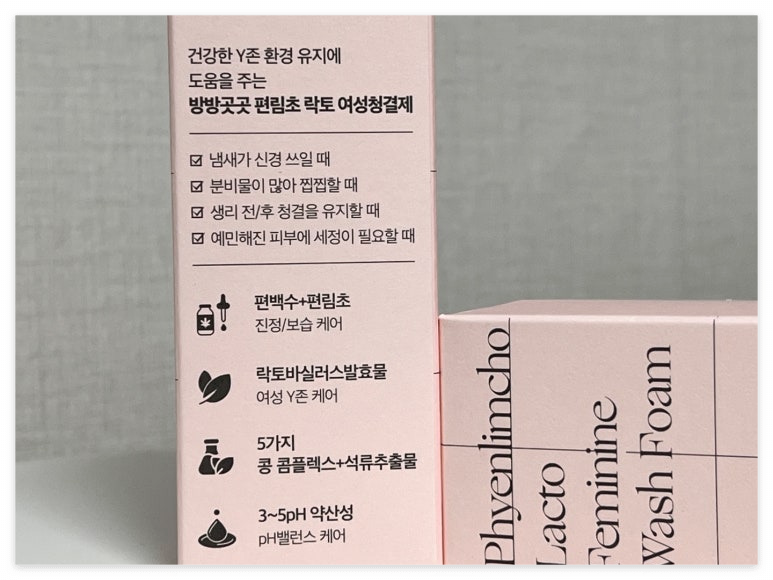 건강한 Y존 환경 유지에
도움을 주는
방방곳곳 편림초 락토 여성청결제
냄새가 신경 쓰일 때
분비물이 많아 찝찝할 때
생리 전/후 청결을 유지할 때
예민해진 피부에 세정이 필요할 때
편백수+편림초
진정/보습 케어
락토바실러스발효물
여성 Y존 케어
5가지
콩 콤플렉스+석류추출물
3~5pH 약산성
pH밸런스 케어
Phyenlimcho
Lacto
Feminine
Wash Foam